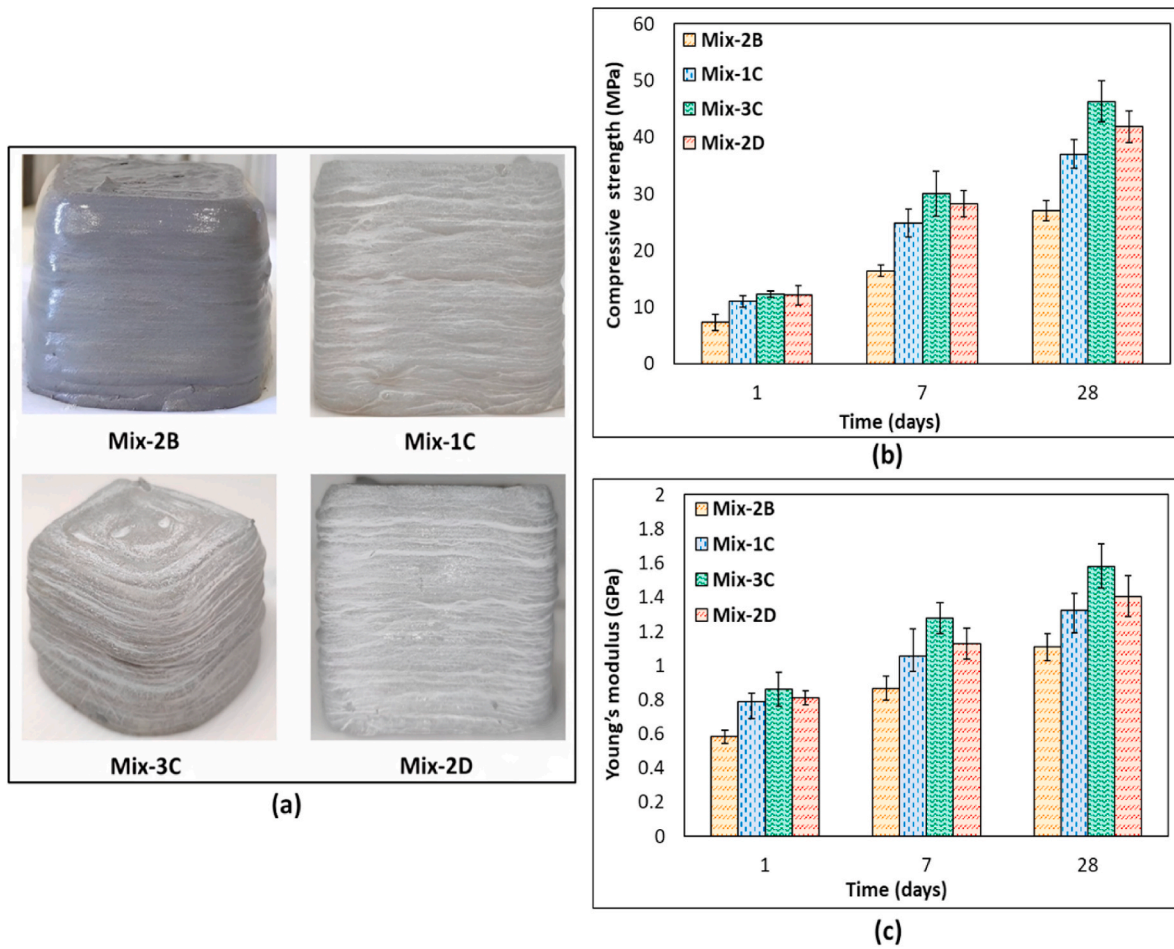 Mix-2B
Mix-1C
Mix-3C
Mix-2D
(a)
Compressive strength (MPa)
60
50
40
30
20
10
0
Mix-2B
Mix-1C
Mix-3C
Mix-2D
1
7
28
Time (days)
(b)
Young's modulus (GPa)
2
1.8
1.6
1.4
1.2
1
0.8
0.6
0.4
0.2
0
Mix-2B
Mix-1C
Mix-3C
Mix-2D
1
7
28
Time (days)
(c)